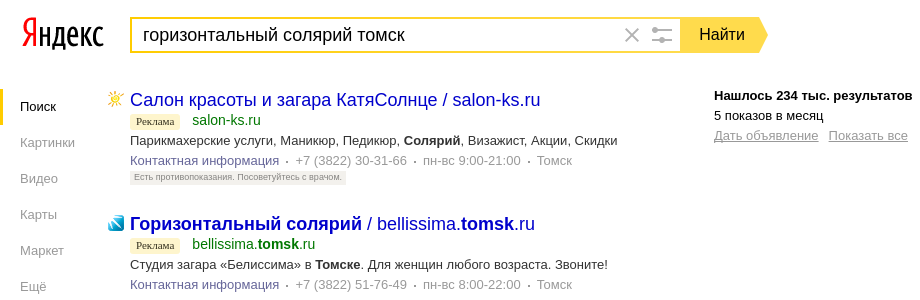 Яндекс
горизонтальный солярий томск
Найти
Поиск
Картинки
Видео
Карты
Маркет
Ещё
Салон красоты и загара КатяСолнце / salon-ks.ru
Реклама salon-ks.ru
Парикмахерские услуги, Маникюр, Педикюр, Солярий, Визажист, Акции, Скидки
Контактная информация · +7 (3822) 30-31-66 · пн-вс 9:00-21:00 · Томск
Есть противопоказания. Посоветуйтесь с врачом.
Горизонтальный солярий / bellissima.tomsk.ru
Реклама bellissima.tomsk.ru
Студия загара «Белиссима» в Томске. Для женщин любого возраста. Звоните!
Контактная информация · +7 (3822) 51-76-49 · пн-вс 8:00-22:00 · Томск
Нашлось 234 тыс. результатов
5 показов в месяц
Дать объявление Показать все